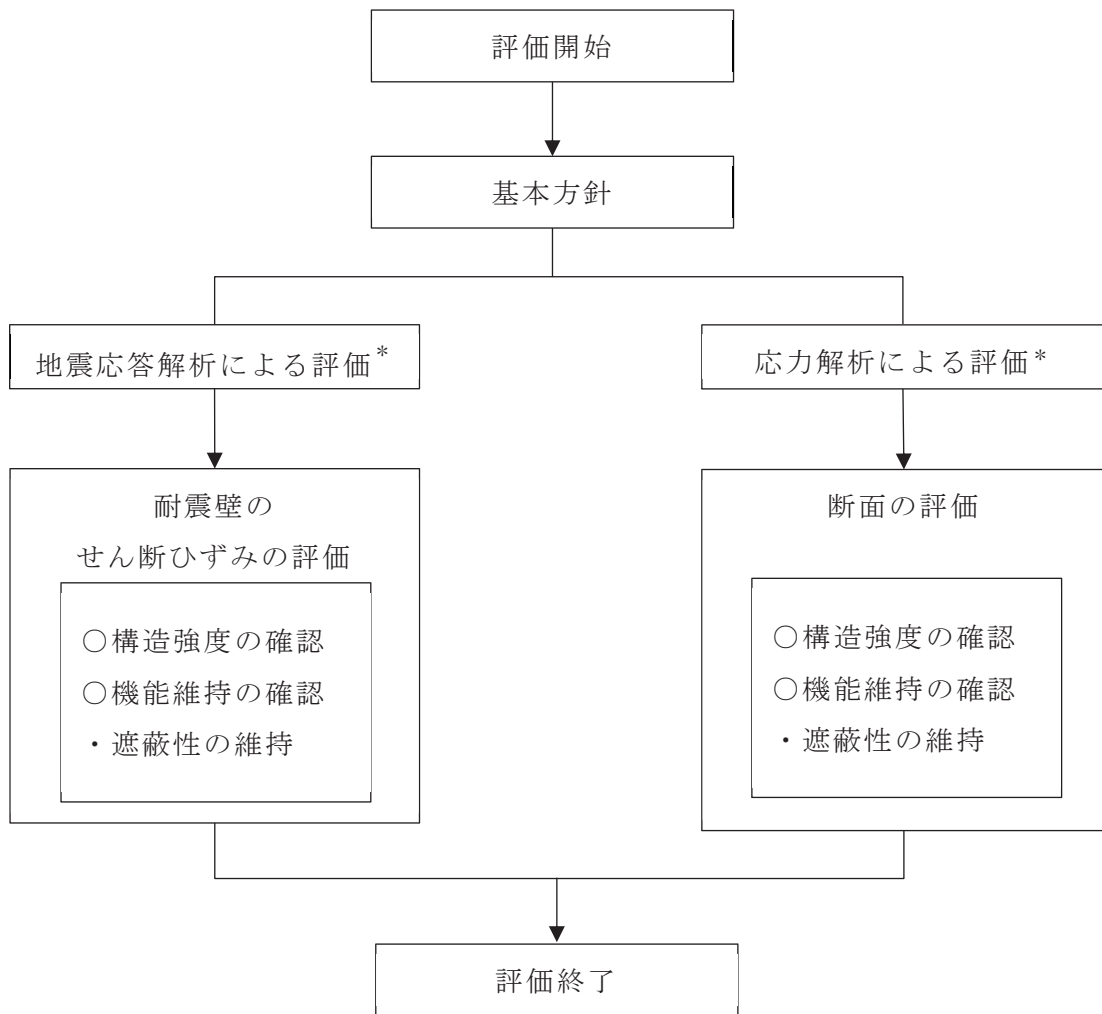 評価開始
基本方針
地震応答解析による評価*
応力解析による評価*
耐震壁の
せん断ひずみの評価
○構造強度の確認
○機能維持の確認
・遮蔽性の維持
断面の評価
○構造強度の確認
○機能維持の確認
・遮蔽性の維持
評価終了